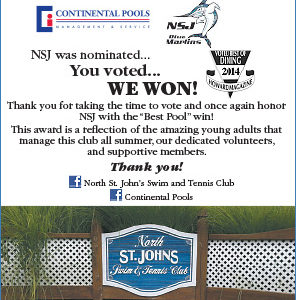 CONTINENTAL POOLS
MANAGEMENT & SERVICE
NSJ
Blue
Marlins
NSJ was nominated...
You voted...
WE WON!
DINING
2014
HOWARD MAGAZINE
Thank you for taking the time to vote and once again honor
NSJ with the "Best Pool" win!
This award is a reflection of the amazing young adults that
manage this club all summer, our dedicated volunteers,
and supportive members.
Thank you!
f North St. John's Swim and Tennis Club
f Continental Pools
North
ST. JOHNS
Swim & Tennis Club